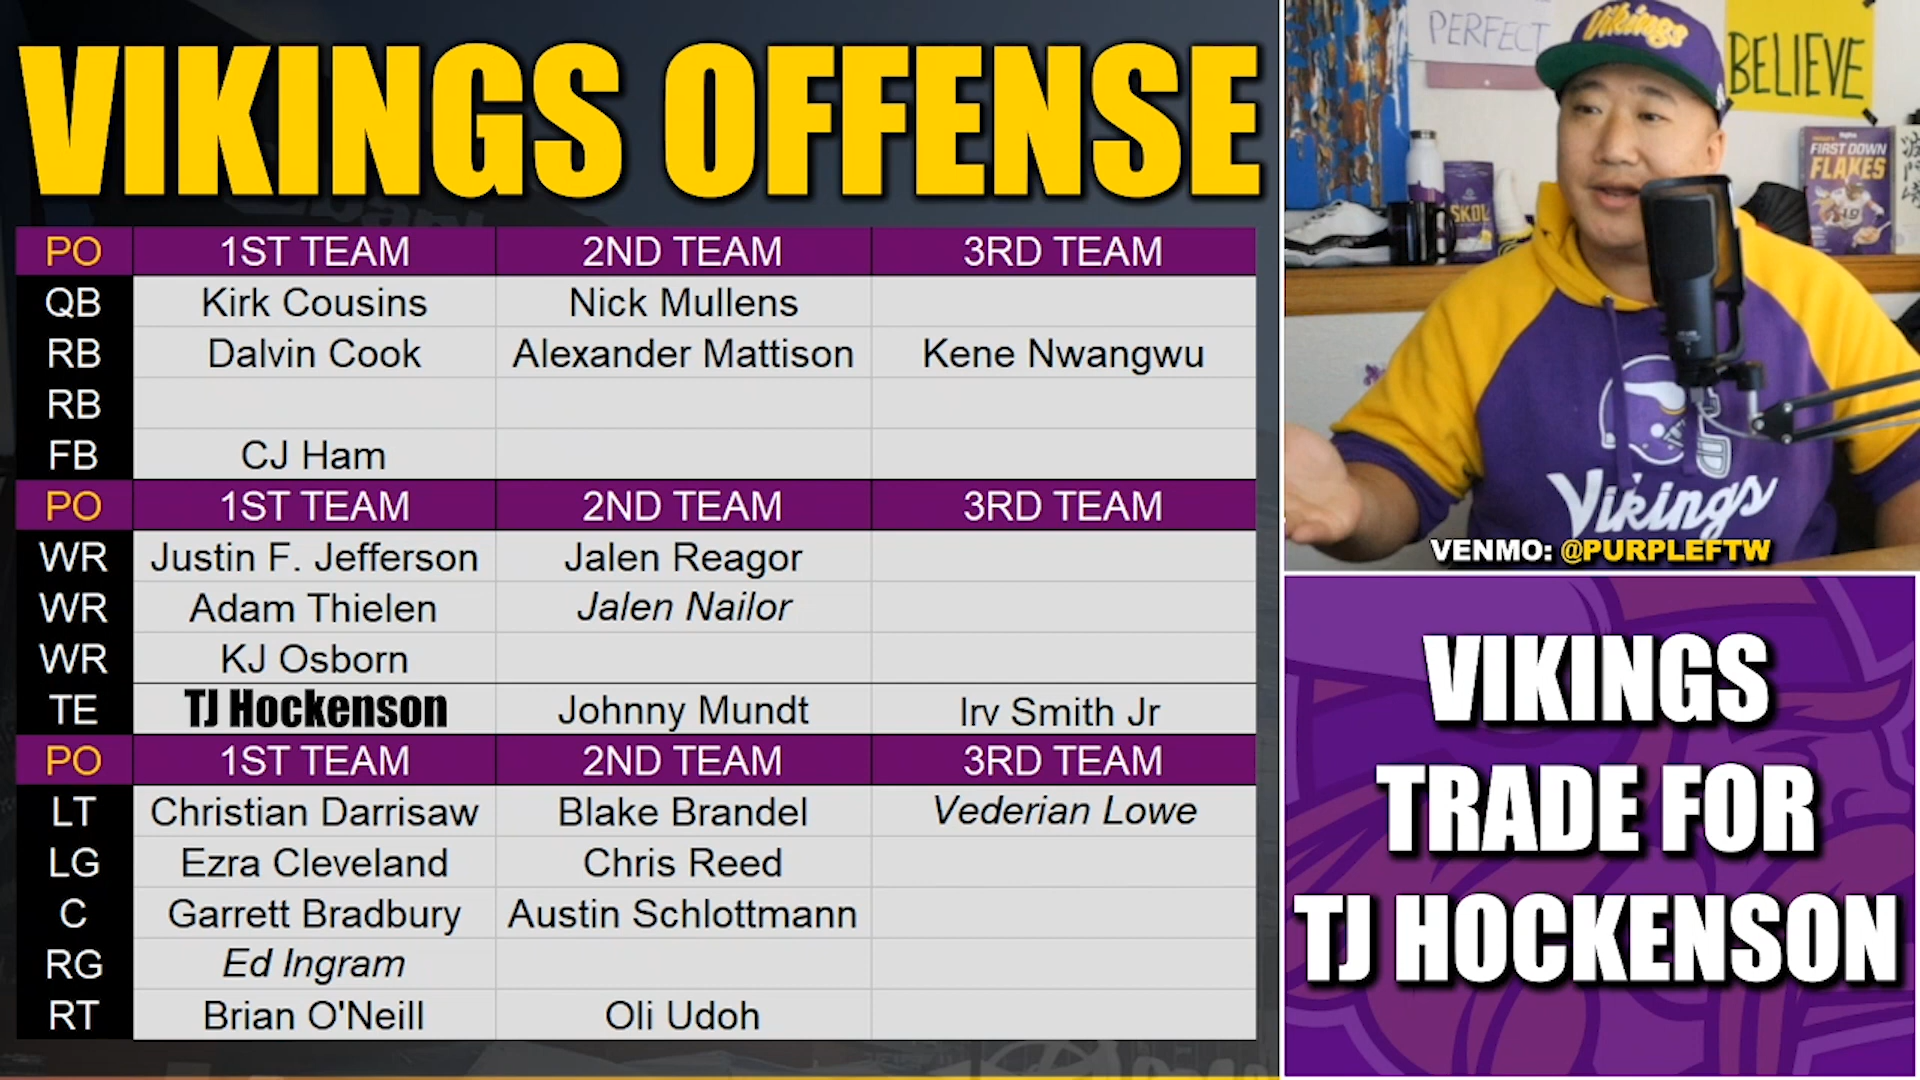 VIKINGS OFFENSE
PO 1ST TEAM 2ND TEAM 3RD TEAM
QB Kirk Cousins Nick Mullens
RB Dalvin Cook Alexander Mattison Kene Nwangwu
RB
FB CJ Ham
PO 1ST TEAM 2ND TEAM 3RD TEAM
WR Justin F. Jefferson Jalen Reagor
WR Adam Thielen Jalen Nailor
WR KJ Osborn
TE TJ Hockenson Johnny Mundt Irv Smith Jr
PO 1ST TEAM 2ND TEAM 3RD TEAM
LT Christian Darrisaw Blake Brandel Vederian Lowe
LG Ezra Cleveland Chris Reed
C Garrett Bradbury Austin Schlottmann
RG Ed Ingram
RT Brian O'Neill Oli Udoh
PERFECT
BELIEVE
Vikings
FIRST DOWN
FLAKES
19
SKOL
Vikings
VENMO: @PURPLEFTW
VIKINGS
TRADE FOR
TJ HOCKENSON